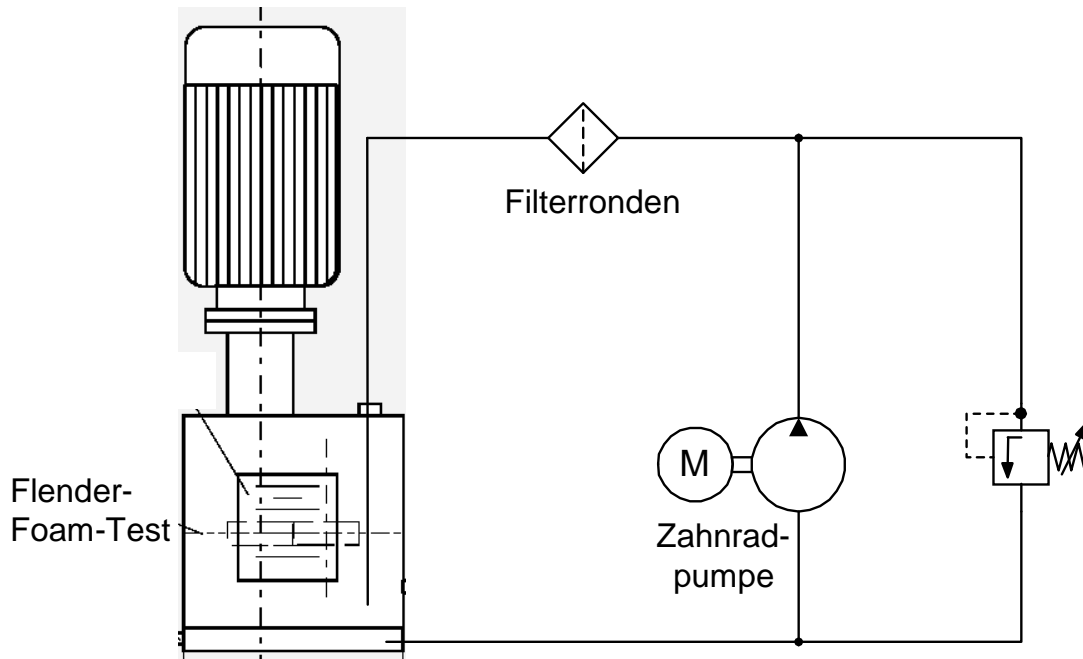 Filterronden
Flender-
Foam-Test
M
Zahnrad-
pumpe